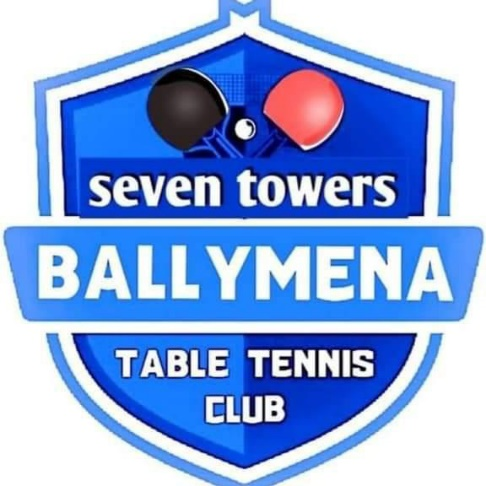 seven towers
BALLYMENA
TABLE TENNIS
CLUB